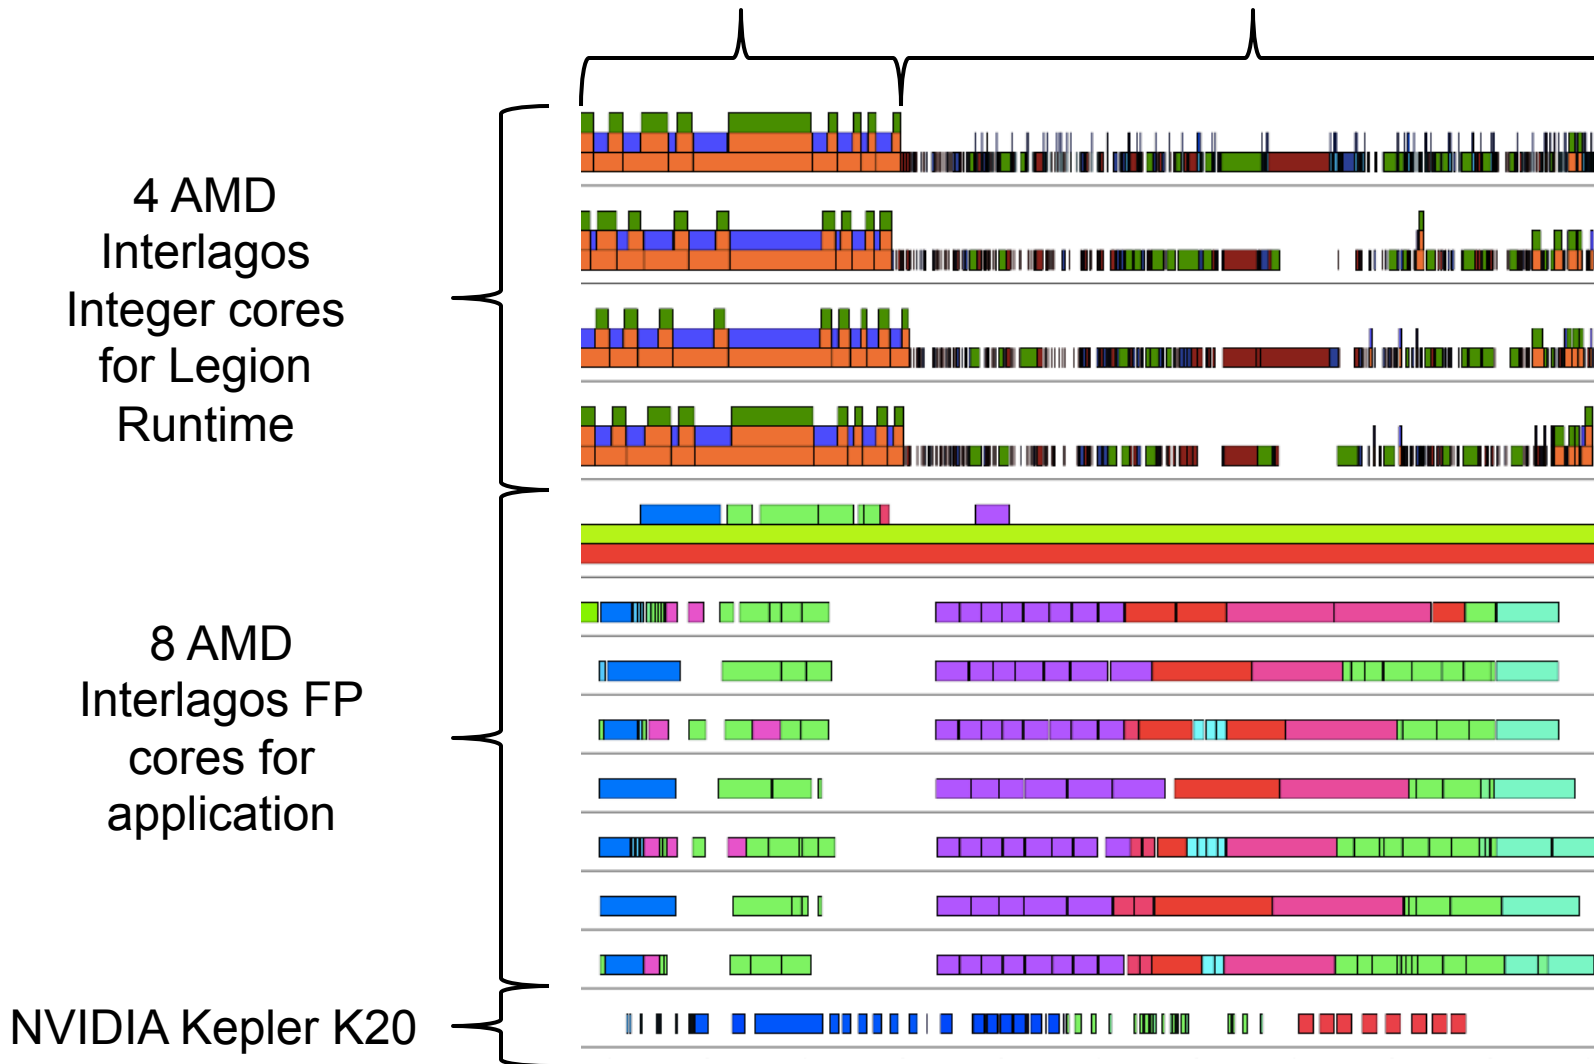 4 AMD
Interlagos
Integer cores
for Legion
Runtime
8 AMD
Interlagos FP
cores for
application
NVIDIA Kepler K20